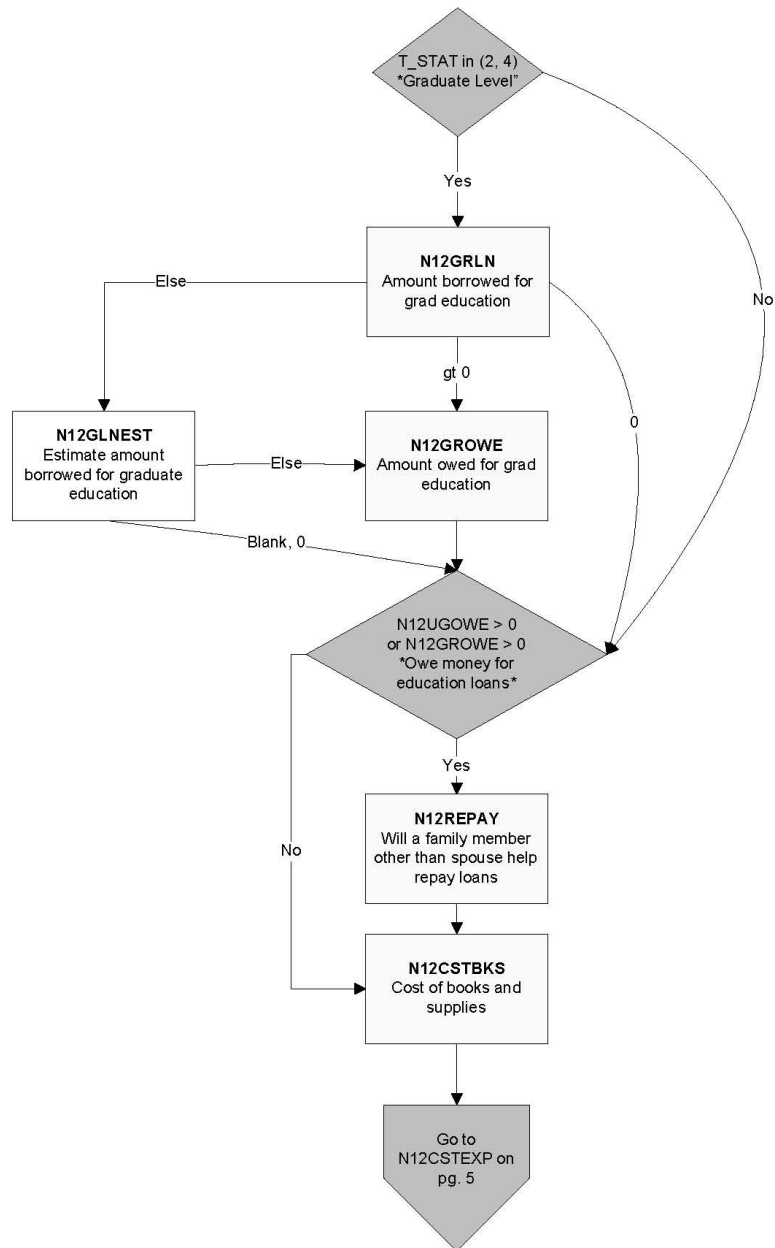 T_STAT in (2, 4)
*Graduate Level”
Yes
No
N12GRLN
Amount borrowed for
grad education
Else
gt 0
0
N12GLNEST
Estimate amount
borrowed for graduate
education
Else
N12GROWE
Amount owed for grad
education
Blank, 0
N12UGOWE > 0
or N12GROWE > 0
*Owe money for
education loans*
Yes
No
N12REPAY
Will a family member
other than spouse help
repay loans
N12CSTBKS
Cost of books and
supplies
Go to
N12CSTEXP on
pg. 5